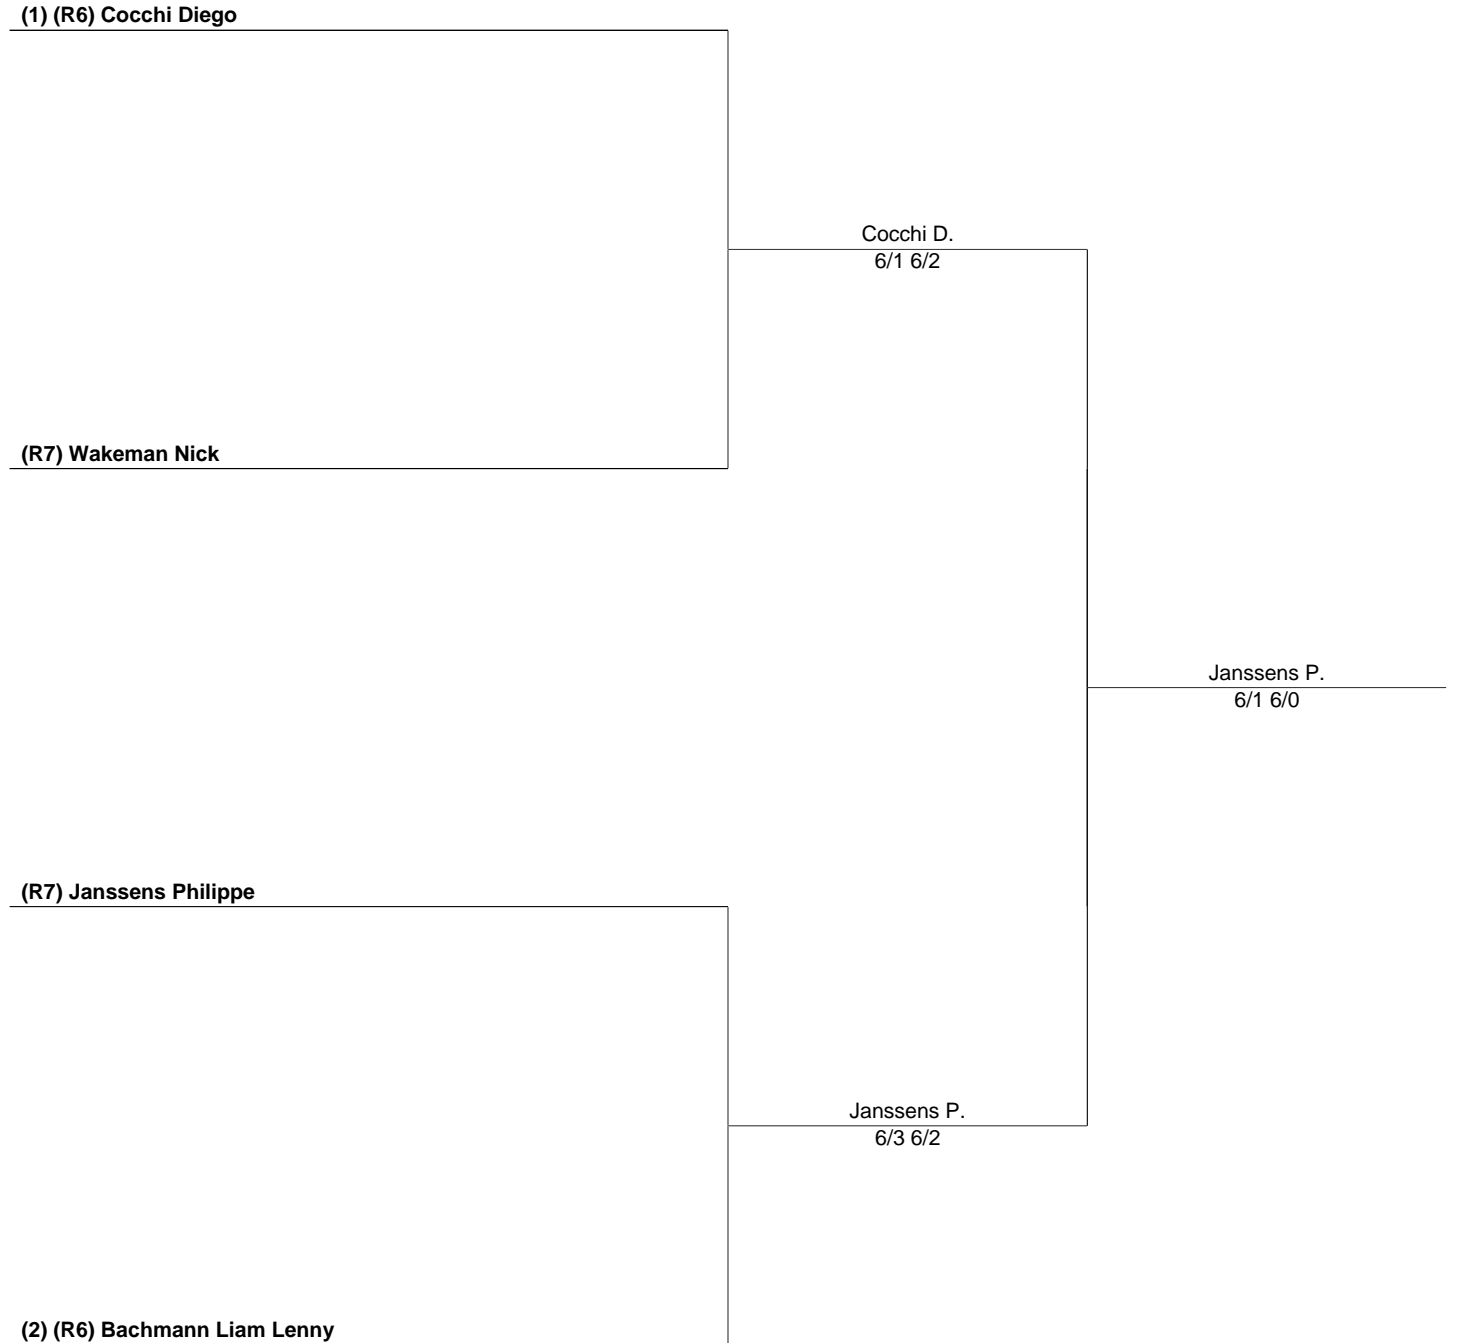 (1) (R6) Cocchi Diego
Cocchi D.
6/1 6/2
(R7) Wakeman Nick
Janssens P.
6/1 6/0
(R7) Janssens Philippe
Janssens P.
6/3 6/2
(2) (R6) Bachmann Liam Lenny